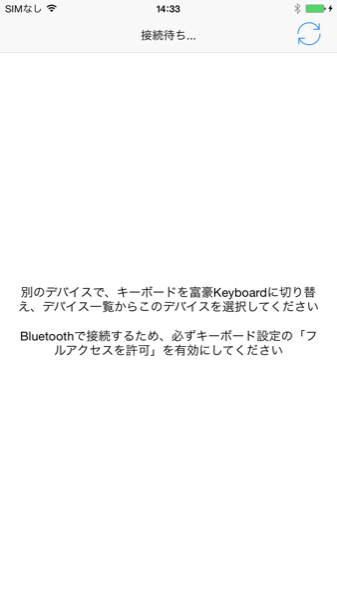 SIMなし 14:33
接続待ち...
別のデバイスで、キーボードを富豪Keyboardに切り替
え、デバイス一覧からこのデバイスを選択してください
Bluetoothで接続するため、必ずキーボード設定の「フ
ルアクセスを許可」を有効にしてください